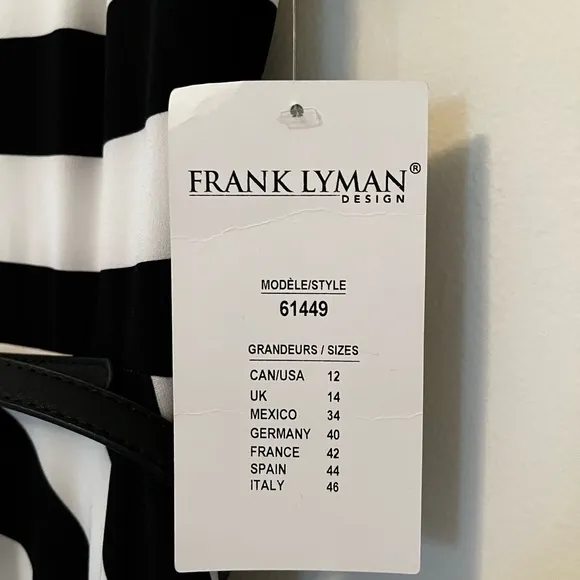 FRANK LYMAN®
DESIGN
MODÈLE/STYLE
61449
GRANDEURS / SIZES
CAN/USA 12
UK 14
MEXICO 34
GERMANY 40
FRANCE 42
SPAIN 44
ITALY 46